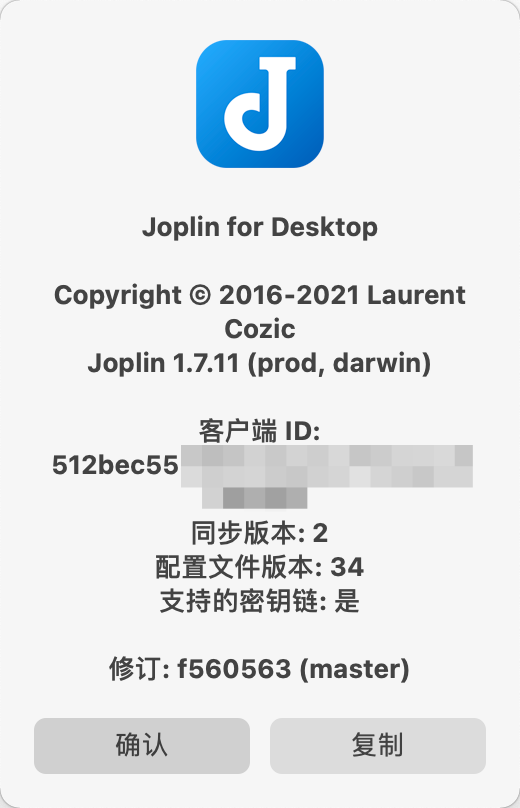 Joplin for Desktop
Copyright © 2016-2021 Laurent
Cozic
Joplin 1.7.11 (prod, darwin)
客户端 ID:
512bec55
同步版本: 2
配置文件版本: 34
支持的密钥链: 是
修订: f560563 (master)
确认
复制